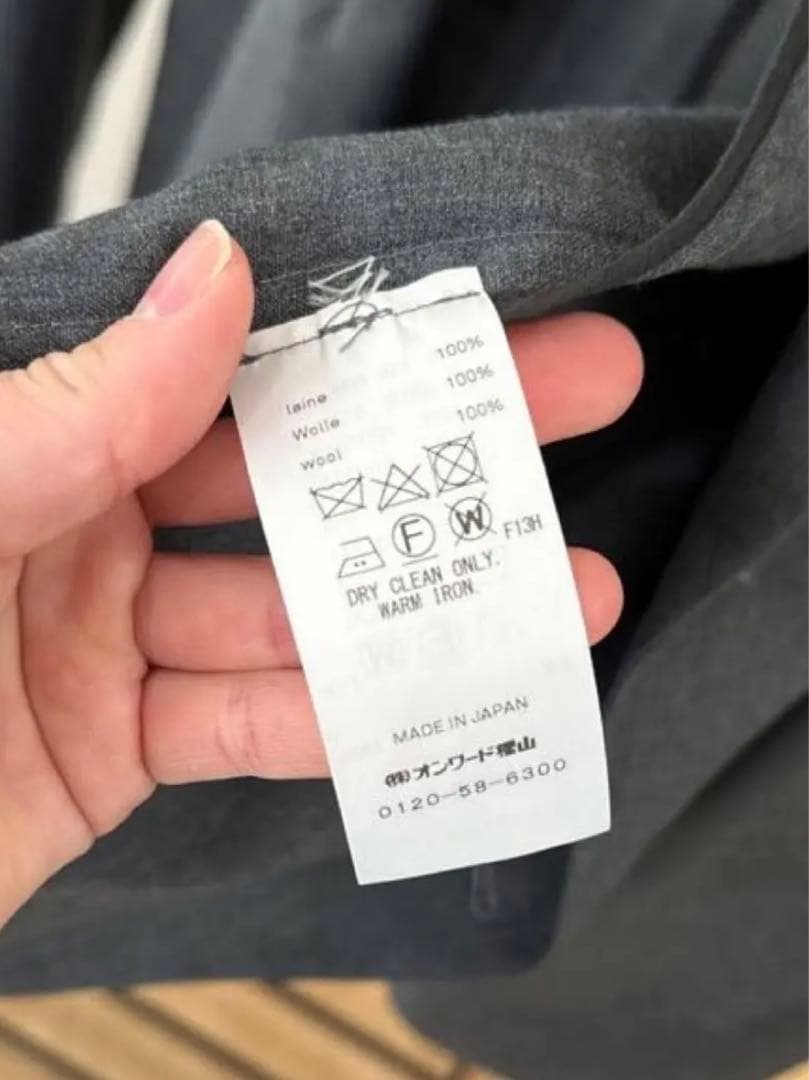 laine 100%
Wolle 100%
wool 100%
F W F13H
DRY CLEAN ONLY.
WARM IRON.
MADE IN JAPAN
(株)オンワード樫山
0120-58-6300